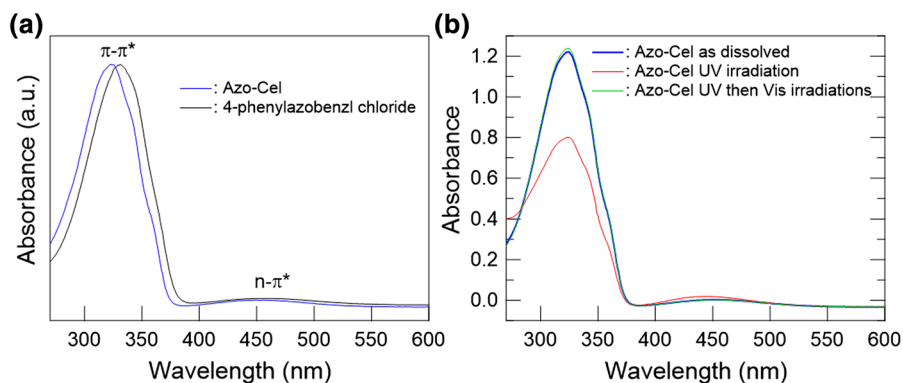 (a)
π-π*
: Azo-Cel
: 4-phenylazobenzl chloride
n-π*
Absorbance (a.u.)
300 350 400 450 500 550 600
Wavelength (nm)
(b)
: Azo-Cel as dissolved
: Azo-Cel UV irradiation
: Azo-Cel UV then Vis irradiations
Absorbance
1.2
1.0
0.8
0.6
0.4
0.2
0.0
300 350 400 450 500 550 600
Wavelength (nm)